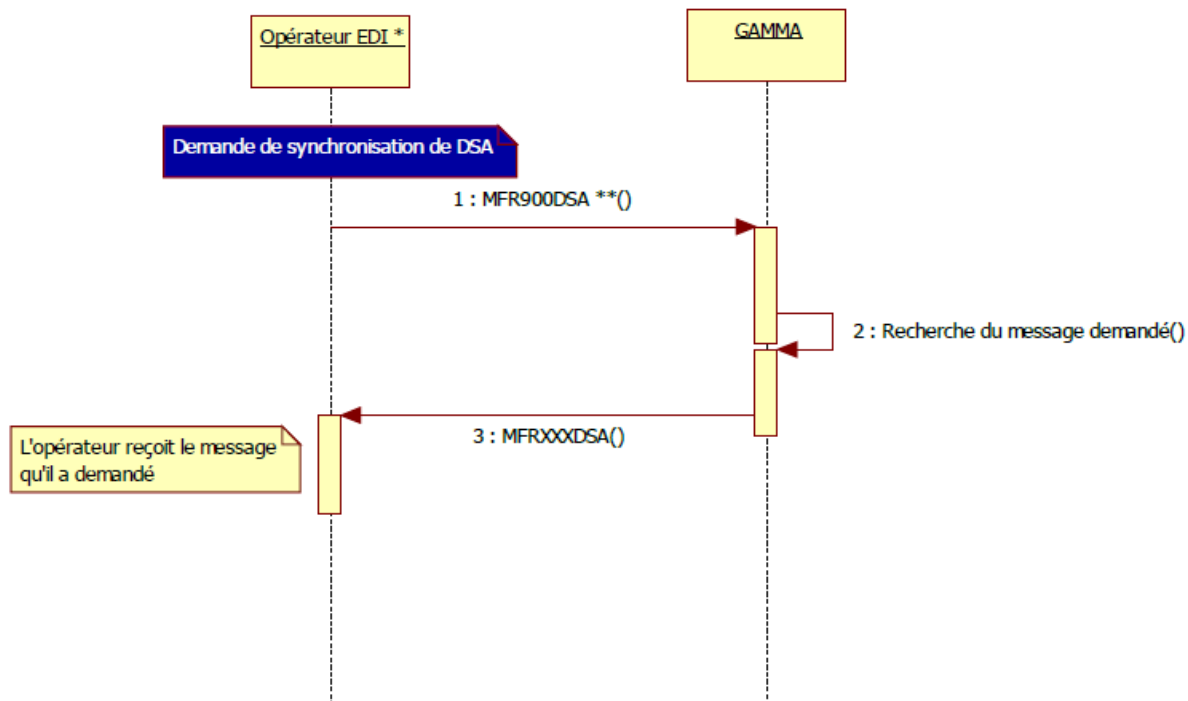 Opérateur EDI *
GAMMA
Demande de synchronisation de DSA
1 : MFR900DSA **()
2 : Recherche du message demandé()
3 : MFRXXXDSA()
L'opérateur reçoit le message
qu'il a demandé